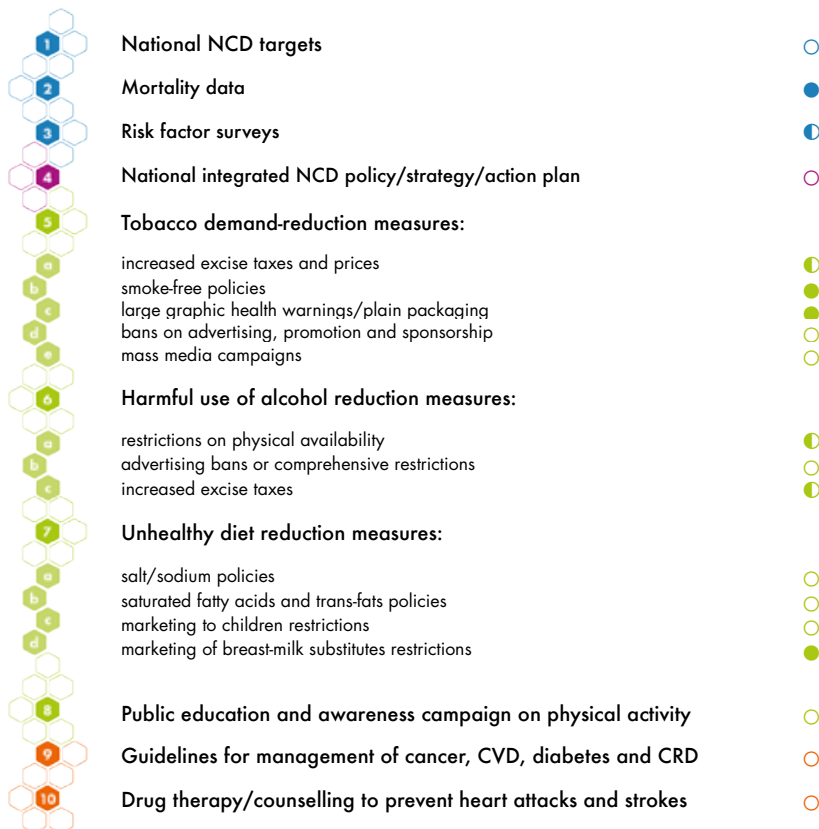 1 National NCD targets
2 Mortality data
3 Risk factor surveys
4 National integrated NCD policy/strategy/action plan
5 Tobacco demand-reduction measures:
a increased excise taxes and prices
b smoke-free policies
c large graphic health warnings/plain packaging
d bans on advertising, promotion and sponsorship
e mass media campaigns
6 Harmful use of alcohol reduction measures:
a restrictions on physical availability
b advertising bans or comprehensive restrictions
c increased excise taxes
7 Unhealthy diet reduction measures:
a salt/sodium policies
b saturated fatty acids and trans-fats policies
c marketing to children restrictions
d marketing of breast-milk substitutes restrictions
8 Public education and awareness campaign on physical activity
9 Guidelines for management of cancer, CVD, diabetes and CRD
10 Drug therapy/counselling to prevent heart attacks and strokes